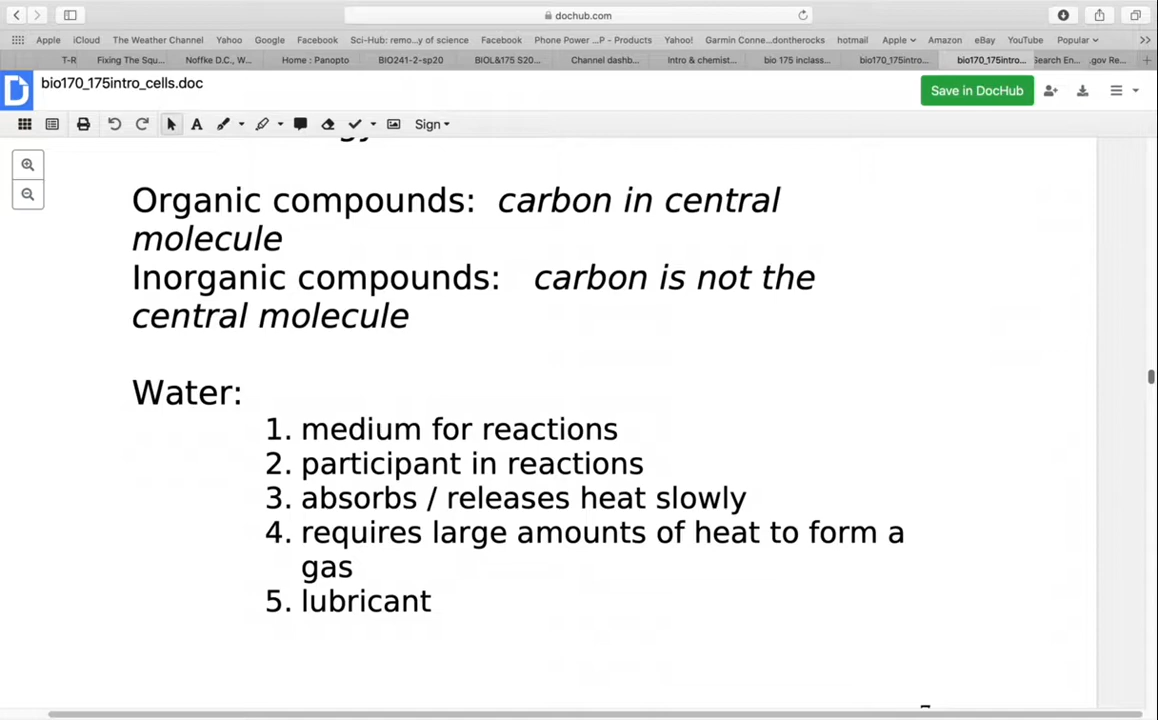 dochub.com
Apple iCloud The Weather Channel Yahoo Google Facebook Sci-Hub: remo...y of science Facebook Phone Power ...P - Products Yahoo! Garmin Conne...dontherocks hotmail Apple Amazon eBay YouTube Popular
T-R Fixing The Squ... Noffke D.C., W... Home : Panopto BIO241-2-sp20 BIOL&175 S20... Channel dashb... Intro & chemist... bio 175 inclass... bio170_175intro... bio170_175intro... Search En... .gov Re...
bio170_175intro_cells.doc
Save in DocHub
Sign
Organic compounds: carbon in central
molecule
Inorganic compounds: carbon is not the
central molecule
Water:
1. medium for reactions
2. participant in reactions
3. absorbs / releases heat slowly
4. requires large amounts of heat to form a
gas
5. lubricant